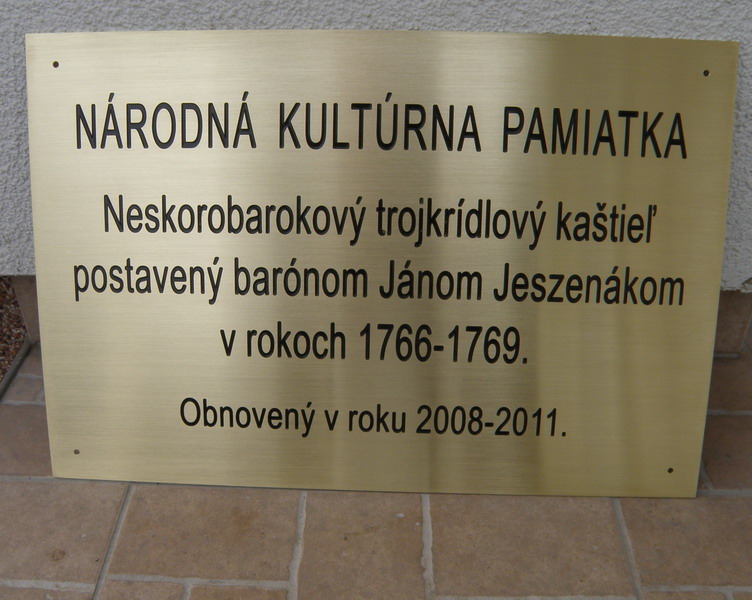 NÁRODNÁ KULTÚRNA PAMIATKA
Neskorobarokový trojkrídlový kaštieľ
postavený barónom Jánom Jeszenákom
v rokoch 1766-1769.
Obnovený v roku 2008-2011.